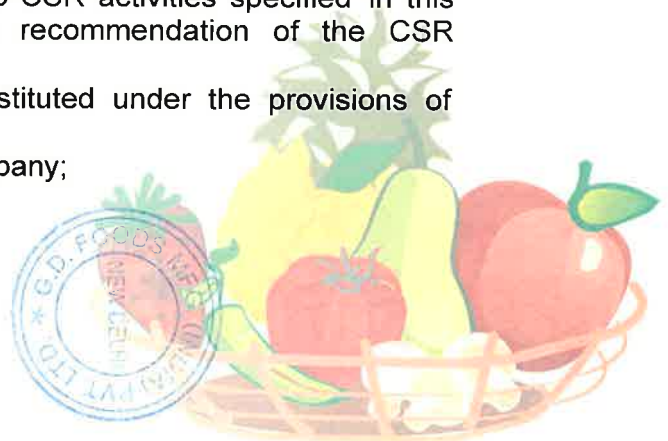 CSR activities specified in this
recommendation of the CSR
stituted under the provisions of
pany;
G.D. FOODS MFG (INDIA) PVT. LTD. *
NEW DELHI